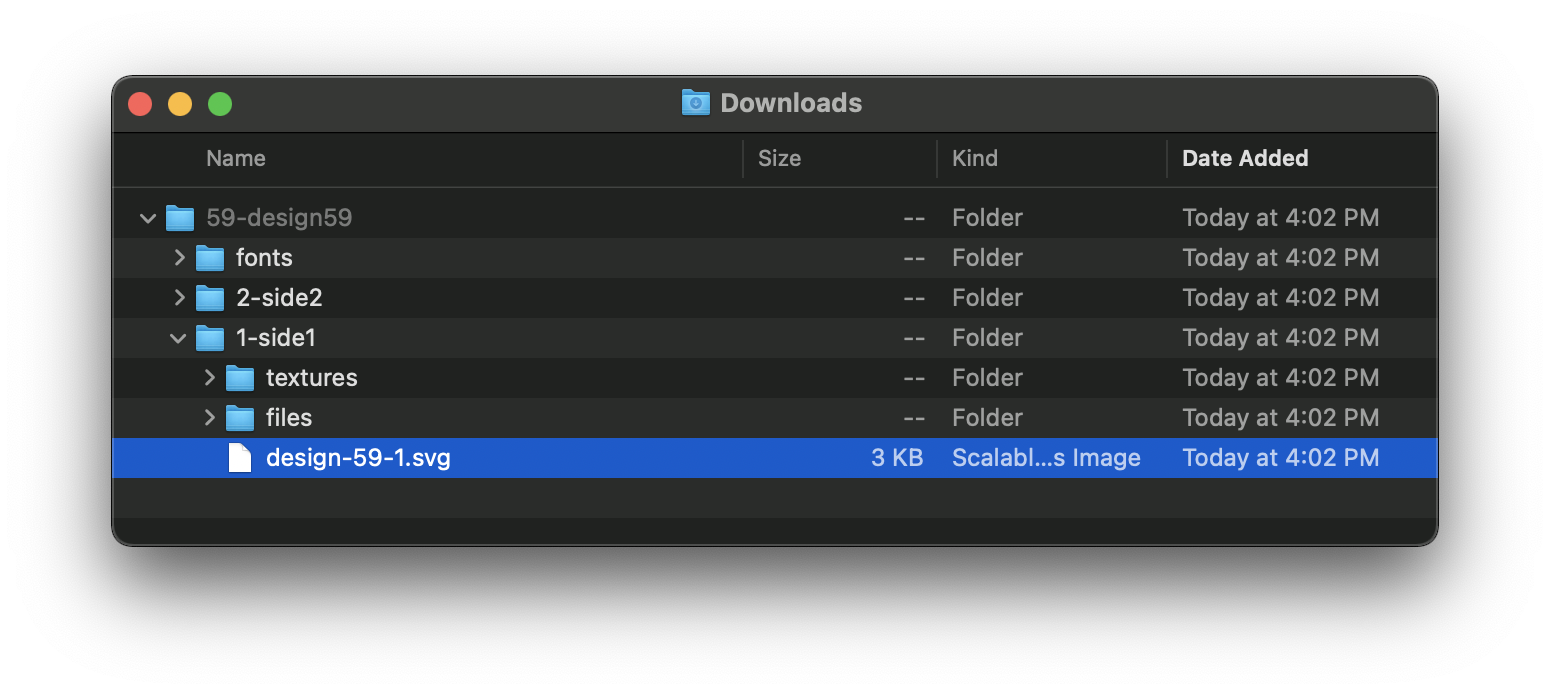 Downloads
Name Size Kind Date Added
59-design59 -- Folder Today at 4:02 PM
fonts -- Folder Today at 4:02 PM
2-side2 -- Folder Today at 4:02 PM
1-side1 -- Folder Today at 4:02 PM
textures -- Folder Today at 4:02 PM
files -- Folder Today at 4:02 PM
design-59-1.svg 3 KB Scalabl...s Image Today at 4:02 PM